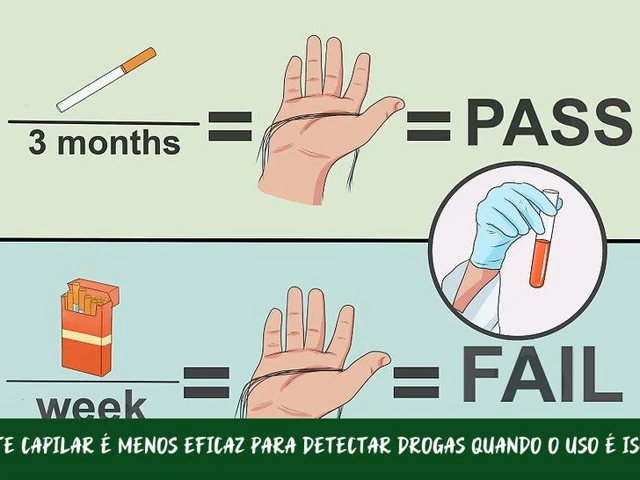 3 months = = PASS
week = = FAIL
TE CAPILAR É MENOS EFICAZ PARA DETECTAR DROGAS QUANDO O USO É IS